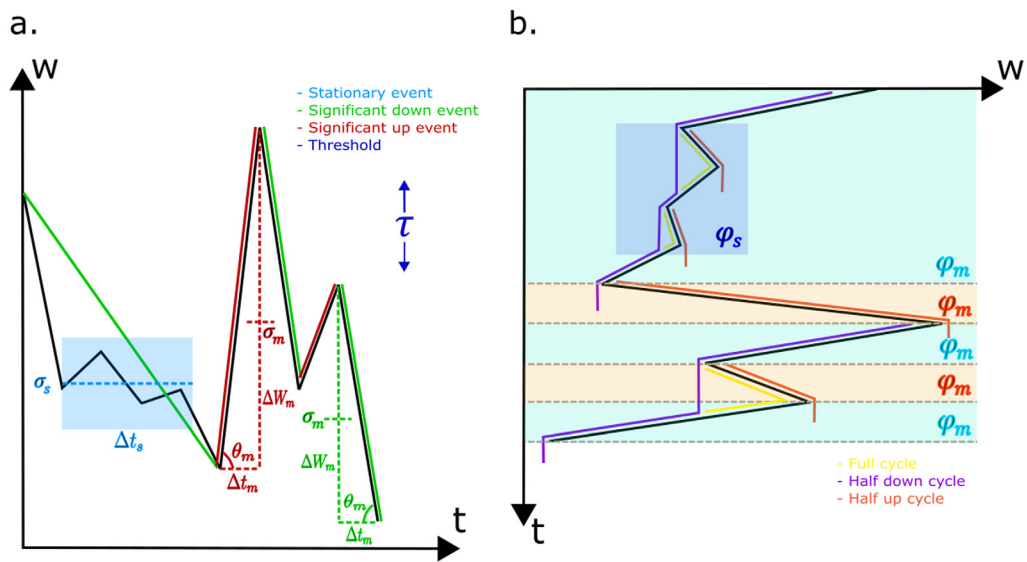 a.
w
- Stationary event
- Significant down event
- Significant up event
- Threshold
τ
σs
Δts
σm
ΔWm
θm
Δtm
σm
ΔWm
θm
Δtm
t
b.
w
φs
φm
φm
φm
φm
φm
- Full cycle
- Half down cycle
- Half up cycle
t